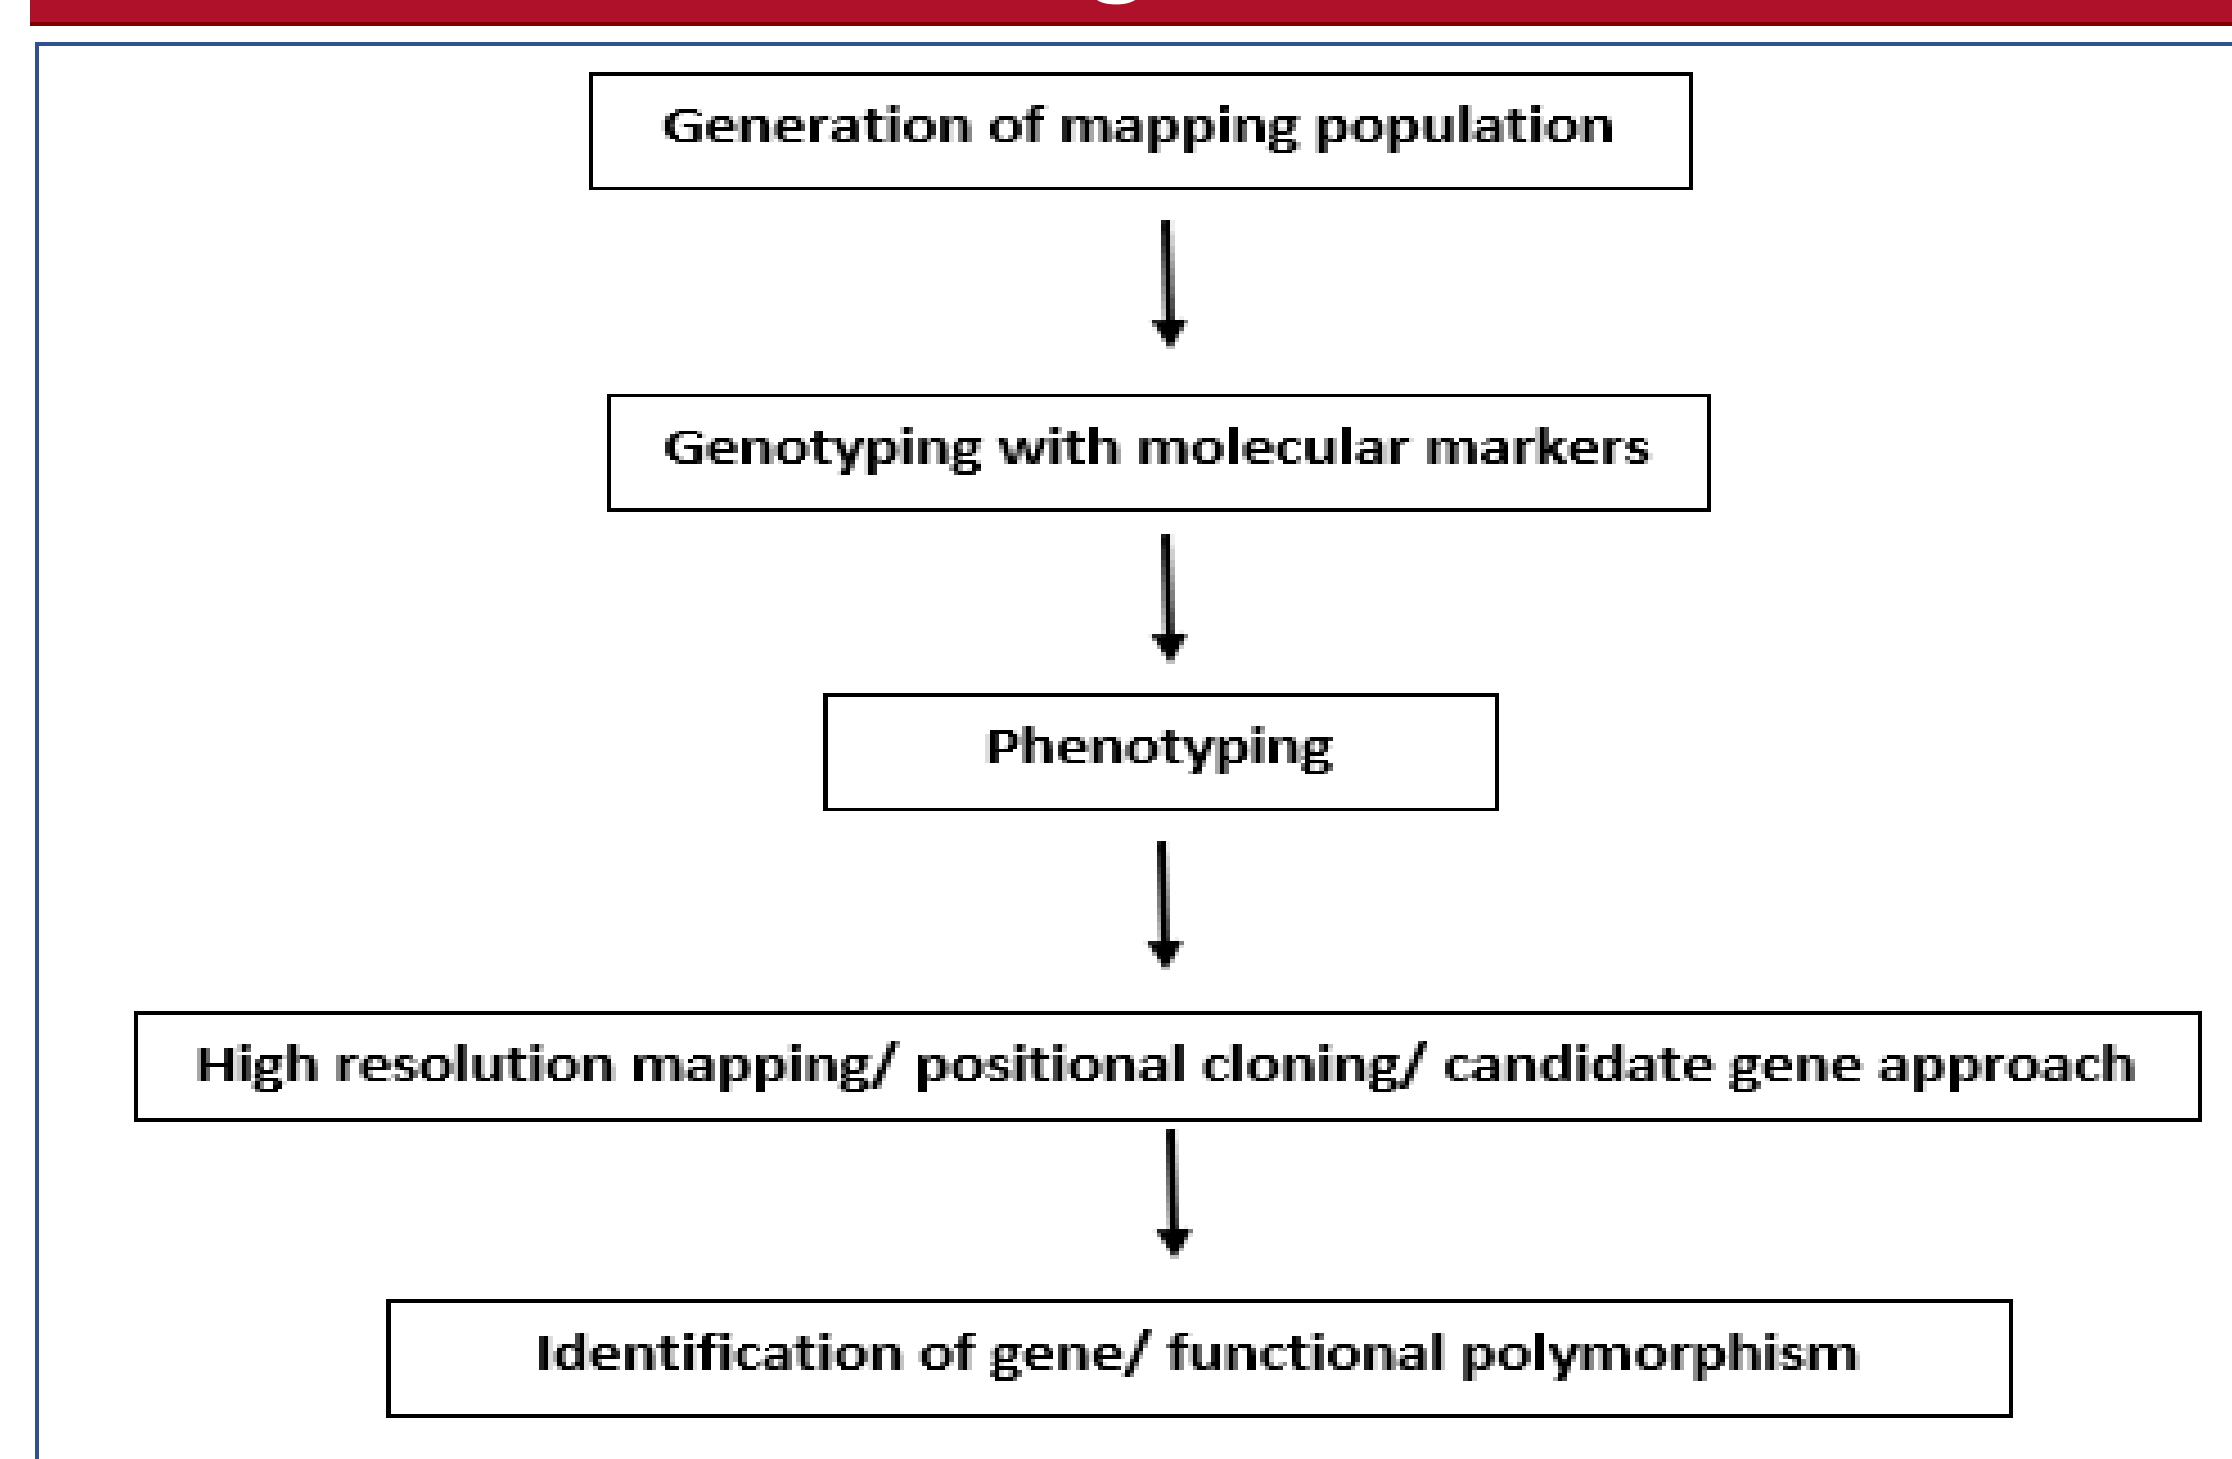 Generation of mapping population
Genotyping with molecular markers
Phenotyping
High resolution mapping/ positional cloning/ candidate gene approach
Identification of gene/ functional polymorphism